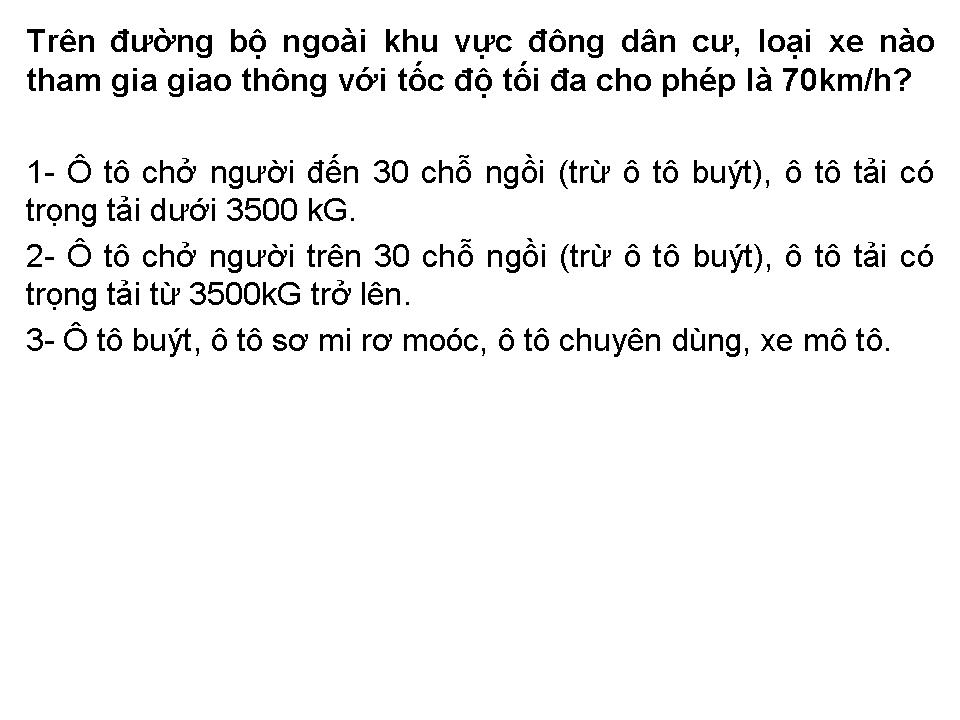 Trên đường bộ ngoài khu vực đông dân cư, loại xe nào
tham gia giao thông với tốc độ tối đa cho phép là 70km/h?
1- Ô tô chở người đến 30 chỗ ngồi (trừ ô tô buýt), ô tô tải có
trọng tải dưới 3500 kG.
2- Ô tô chở người trên 30 chỗ ngồi (trừ ô tô buýt), ô tô tải có
trọng tải từ 3500kG trở lên.
3- Ô tô buýt, ô tô sơ mi rơ moóc, ô tô chuyên dùng, xe mô tô.